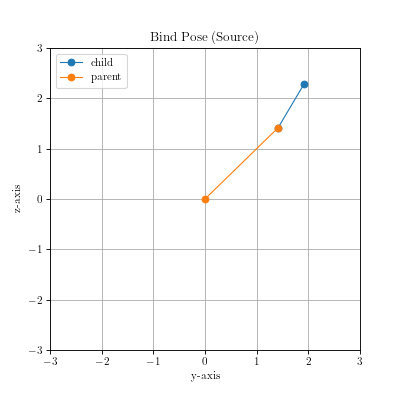 Bind Pose (Source)
child
parent
3
2
1
0
−1
−2
−3
z-axis
−3 −2 −1 0 1 2 3
y-axis